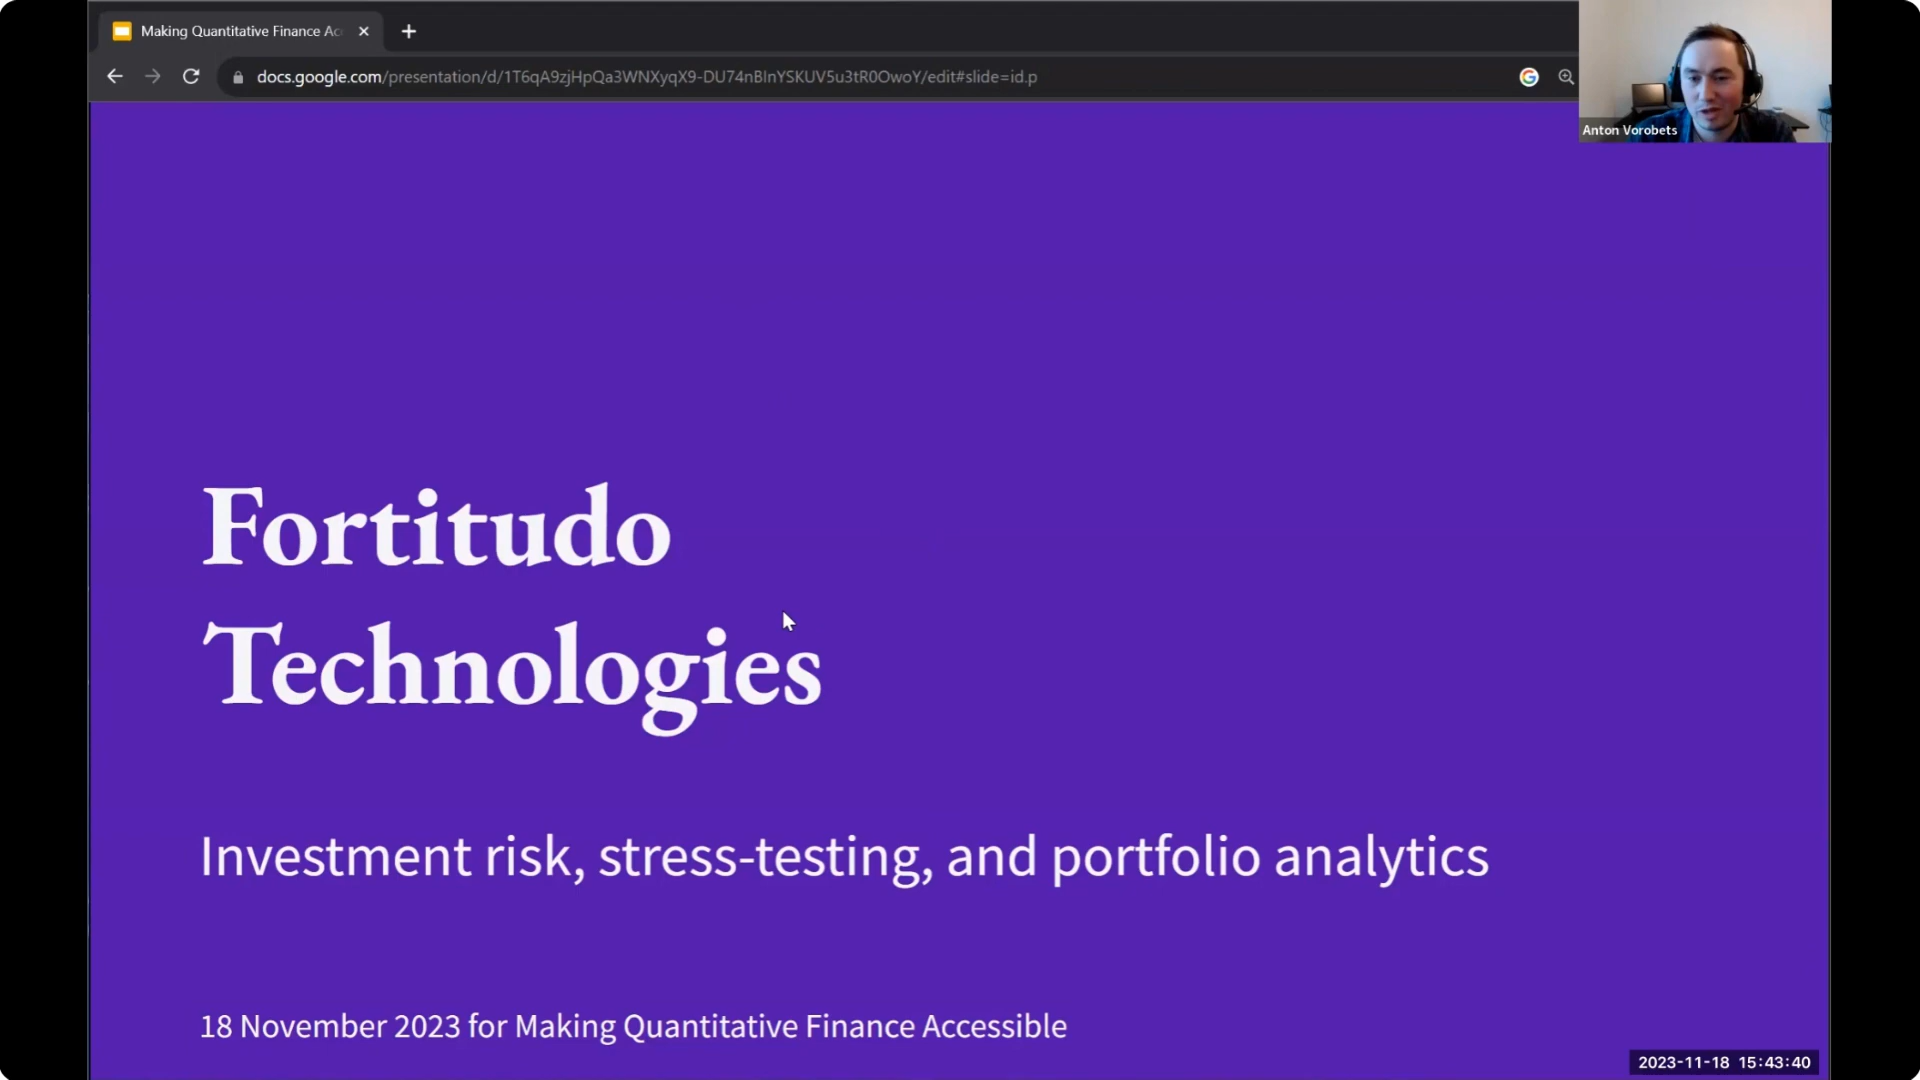 Making Quantitative Finance Ac
docs.google.com/presentation/d/1T6qA9zjHpQa3WNXyqX9-DU74nBlnYSKUV5u3tR0OwoY/edit#slide=id.p
Anton Vorobets
Fortitudo
Technologies
Investment risk, stress-testing, and portfolio analytics
18 November 2023 for Making Quantitative Finance Accessible
2023-11-18 15:43:40